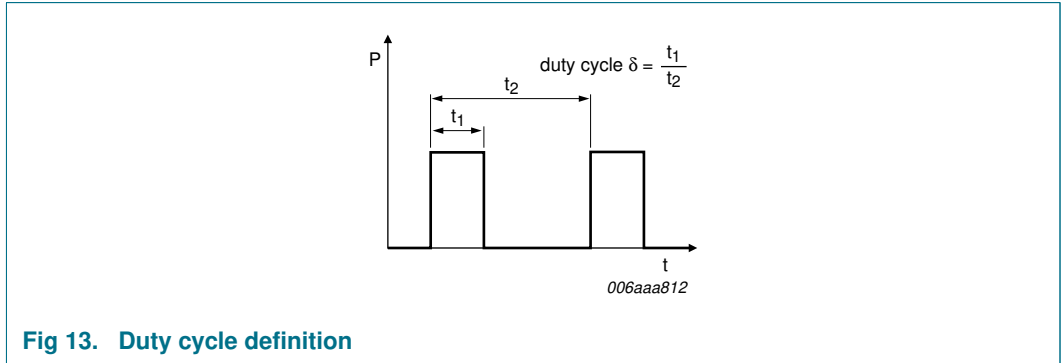 P
duty cycle δ = t1
t2
t2
t1
t
006aaa812
Fig 13. Duty cycle definition